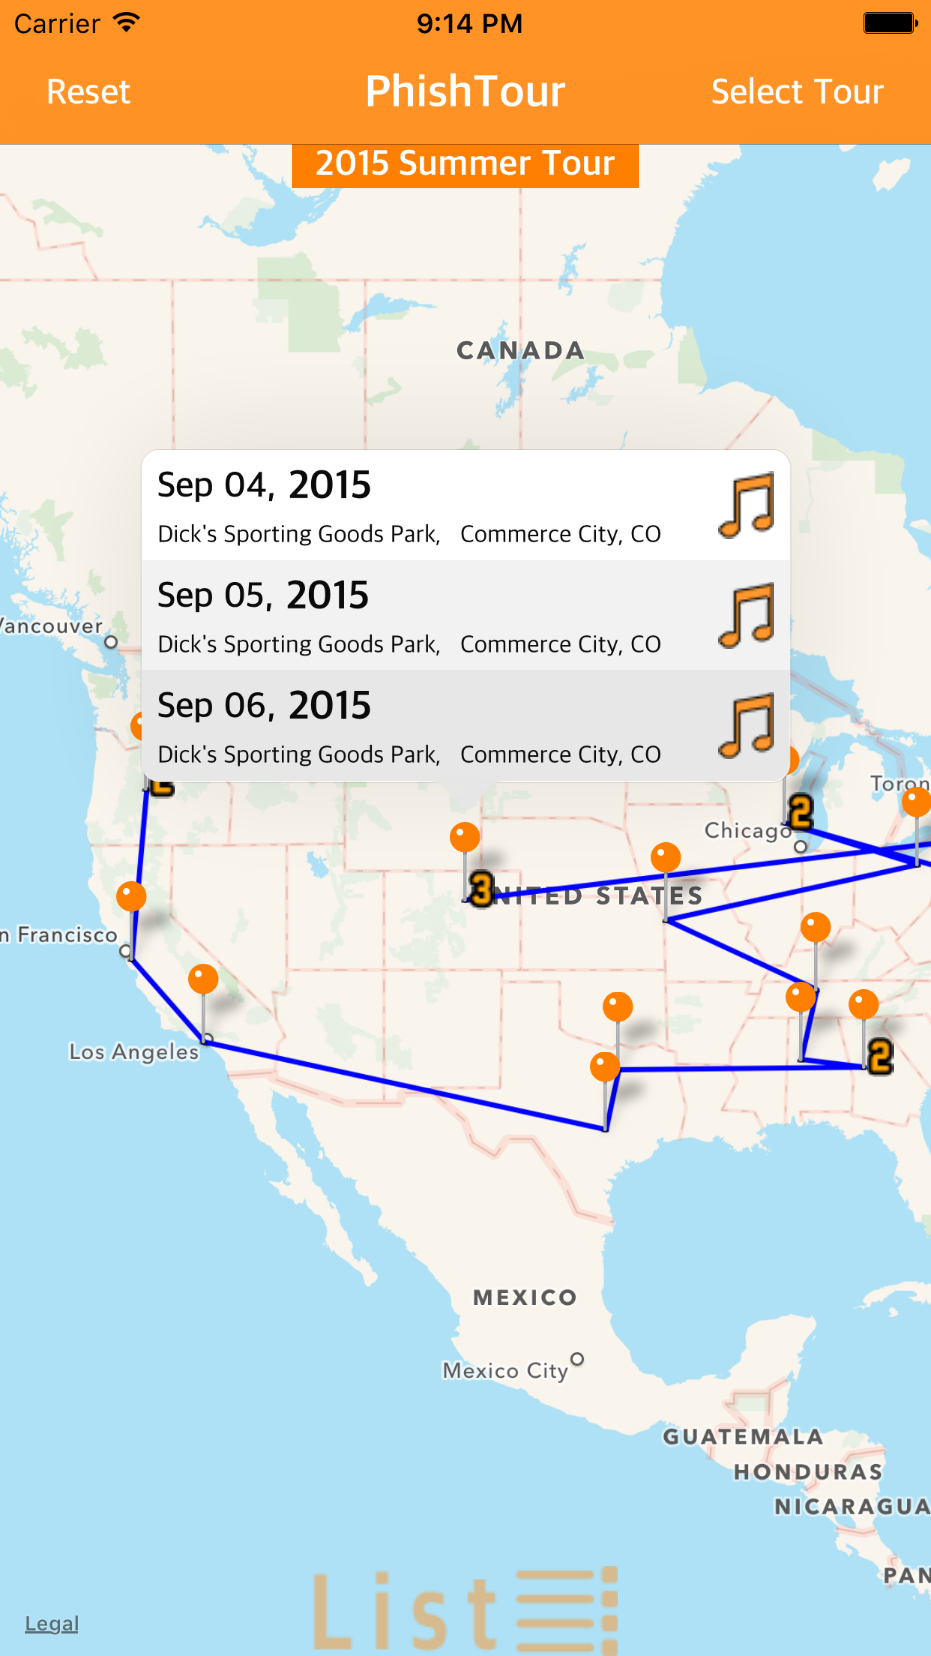 Carrier 9:14 PM
Reset PhishTour Select Tour
2015 Summer Tour
CANADA
Sep 04, 2015
Dick's Sporting Goods Park, Commerce City, CO
Sep 05, 2015
Dick's Sporting Goods Park, Commerce City, CO
Vancouver
Sep 06, 2015
Dick's Sporting Goods Park, Commerce City, CO
Toron
2
Chicago
3
UNITED STATES
n Francisco
Los Angeles
2
MEXICO
Mexico City
GUATEMALA
HONDURAS
NICARAGUA
PAN
List
Legal